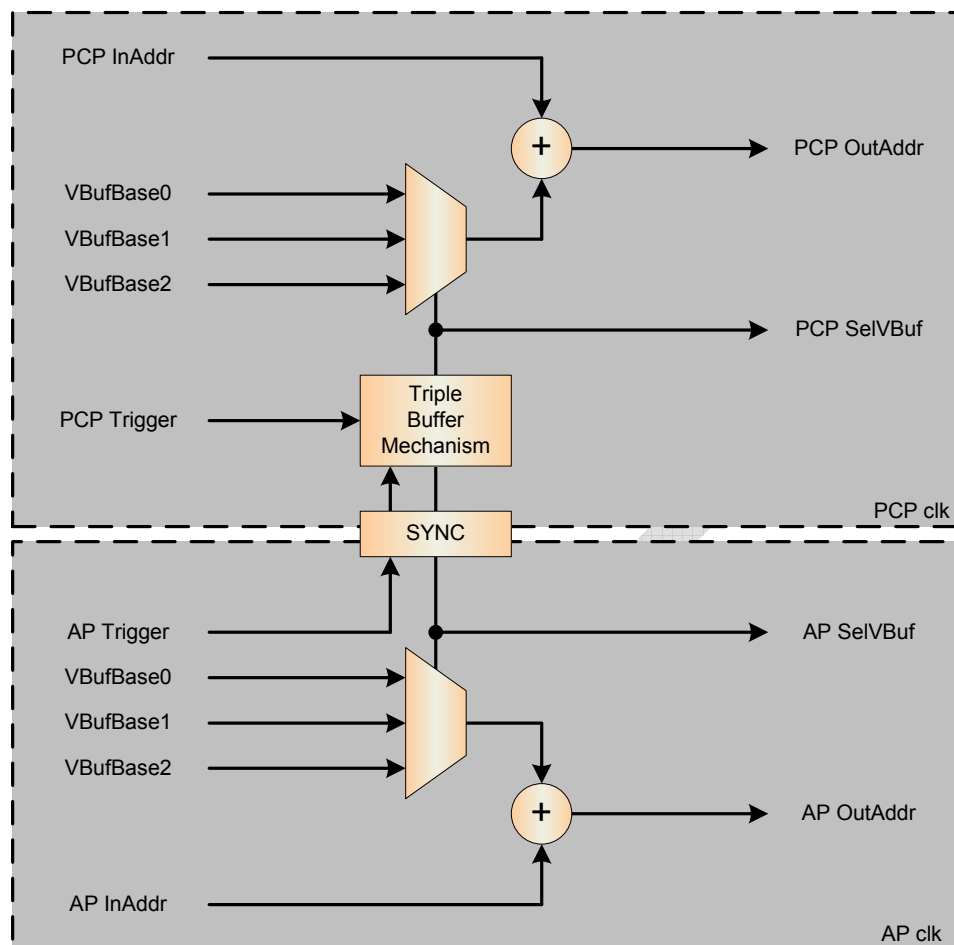 PCP InAddr
+
PCP OutAddr
VBufBase0
VBufBase1
VBufBase2
PCP SelVBuf
Triple
Buffer
Mechanism
PCP Trigger
PCP clk
SYNC
AP Trigger
AP SelVBuf
VBufBase0
VBufBase1
VBufBase2
+
AP OutAddr
AP InAddr
AP clk